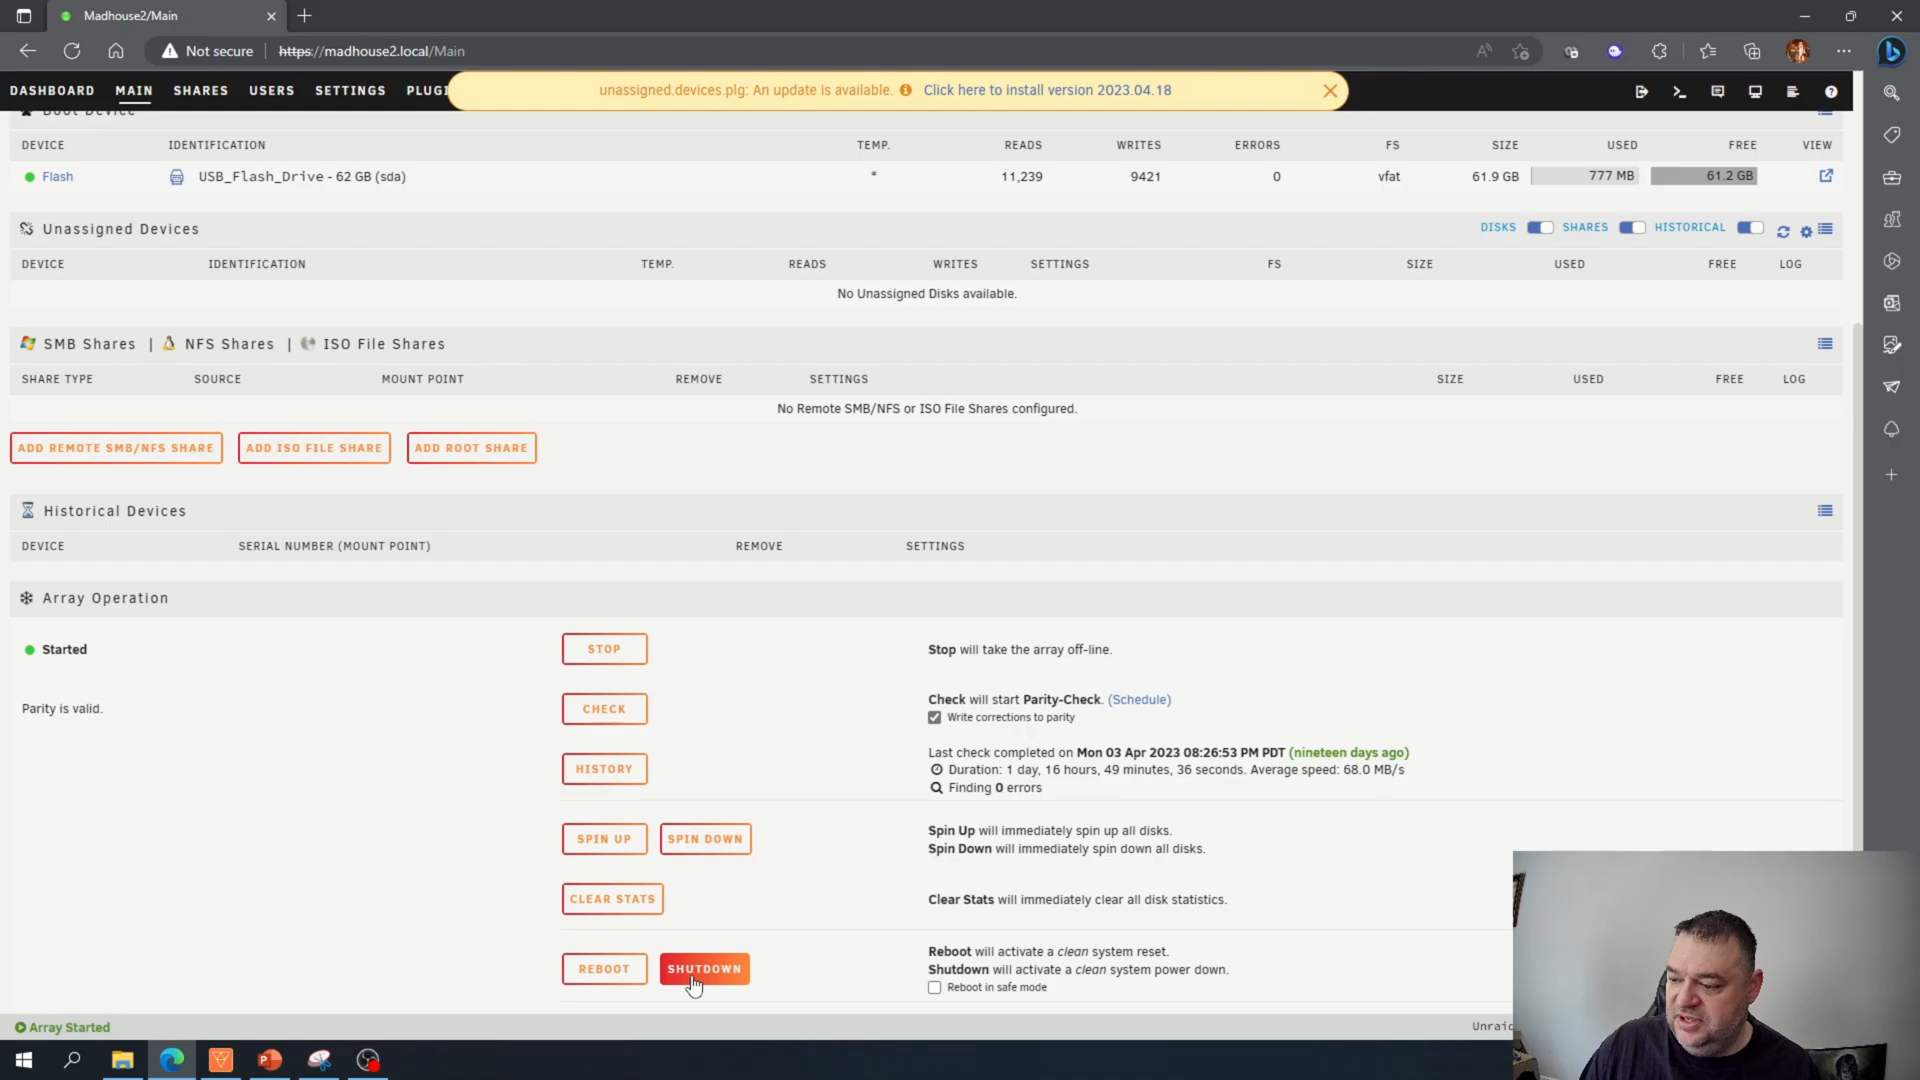 Madhouse2/Main
Not secure https://madhouse2.local/Main
DASHBOARD MAIN SHARES USERS SETTINGS PLUGI
unassigned.devices.plg: An update is available. Click here to install version 2023.04.18
Boot Device
DEVICE IDENTIFICATION TEMP. READS WRITES ERRORS FS SIZE USED FREE VIEW
Flash USB_Flash_Drive - 62 GB (sda) * 11,239 9421 0 vfat 61.9 GB 777 MB 61.2 GB
Unassigned Devices DISKS SHARES HISTORICAL
DEVICE IDENTIFICATION TEMP. READS WRITES SETTINGS FS SIZE USED FREE LOG
No Unassigned Disks available.
SMB Shares | NFS Shares | ISO File Shares
SHARE TYPE SOURCE MOUNT POINT REMOVE SETTINGS SIZE USED FREE LOG
No Remote SMB/NFS or ISO File Shares configured.
ADD REMOTE SMB/NFS SHARE ADD ISO FILE SHARE ADD ROOT SHARE
Historical Devices
DEVICE SERIAL NUMBER (MOUNT POINT) REMOVE SETTINGS
Array Operation
Started STOP Stop will take the array off-line.
Parity is valid. CHECK Check will start Parity-Check. (Schedule)
Write corrections to parity
HISTORY Last check completed on Mon 03 Apr 2023 08:26:53 PM PDT (nineteen days ago)
Duration: 1 day, 16 hours, 49 minutes, 36 seconds. Average speed: 68.0 MB/s
Finding 0 errors
SPIN UP SPIN DOWN Spin Up will immediately spin up all disks.
Spin Down will immediately spin down all disks.
CLEAR STATS Clear Stats will immediately clear all disk statistics.
REBOOT SHUTDOWN Reboot will activate a clean system reset.
Shutdown will activate a clean system power down.
Reboot in safe mode
Array Started